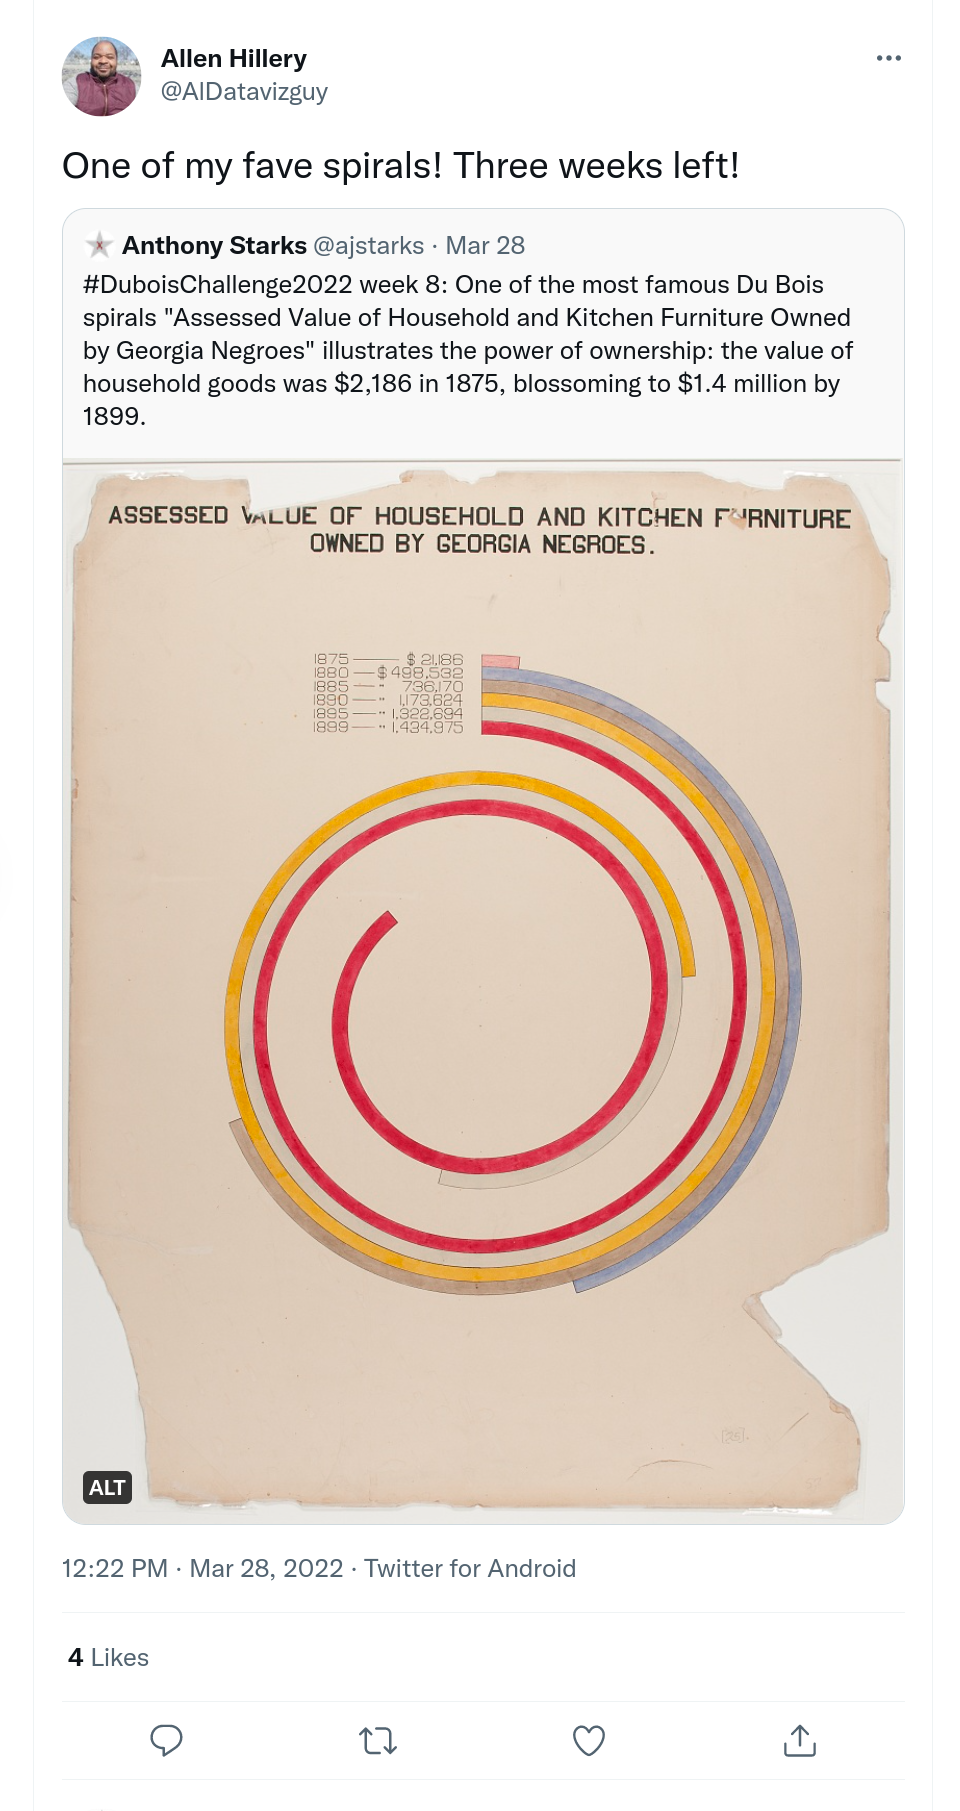 Allen Hillery
@AlDatavizguy
One of my fave spirals! Three weeks left!
Anthony Starks @ajstarks · Mar 28
#DuboisChallenge2022 week 8: One of the most famous Du Bois
spirals "Assessed Value of Household and Kitchen Furniture Owned
by Georgia Negroes" illustrates the power of ownership: the value of
household goods was $2,186 in 1875, blossoming to $1.4 million by
1899.
ASSESSED VALUE OF HOUSEHOLD AND KITCHEN FURNITURE
OWNED BY GEORGIA NEGROES.
1875 —— $ 21,186
1880 — $ 498,532
1885 — " 736,170
1890 — " 1,173,624
1895 — " 1,322,694
1899 — " 1,434,975
ALT
12:22 PM · Mar 28, 2022 · Twitter for Android
4 Likes